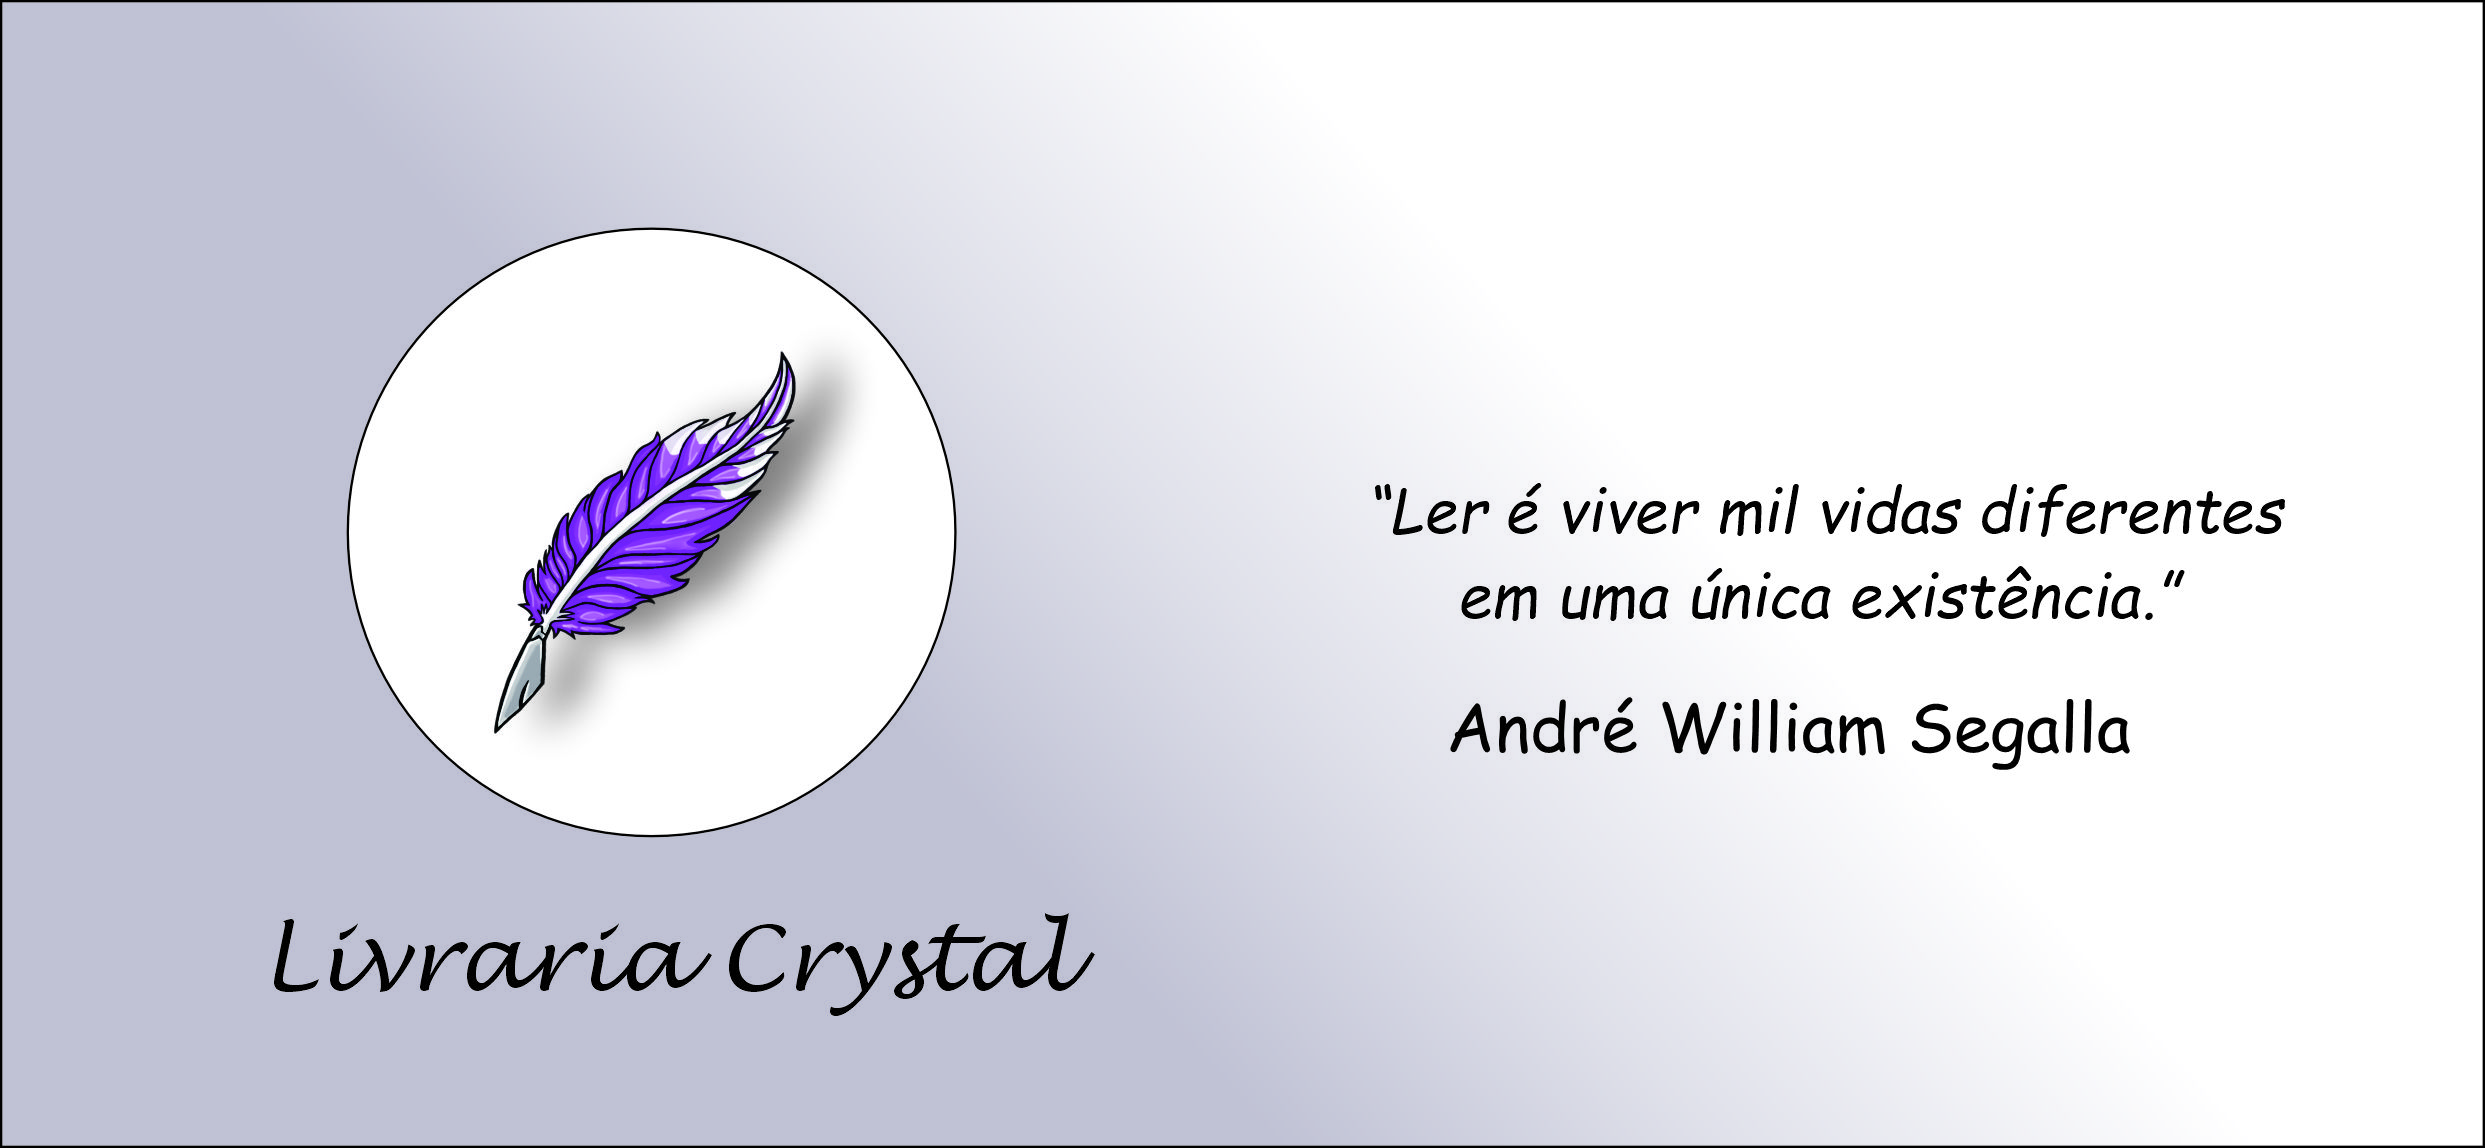 Livraria Crystal
“Ler é viver mil vidas diferentes
em uma única existência.”
André William Segalla